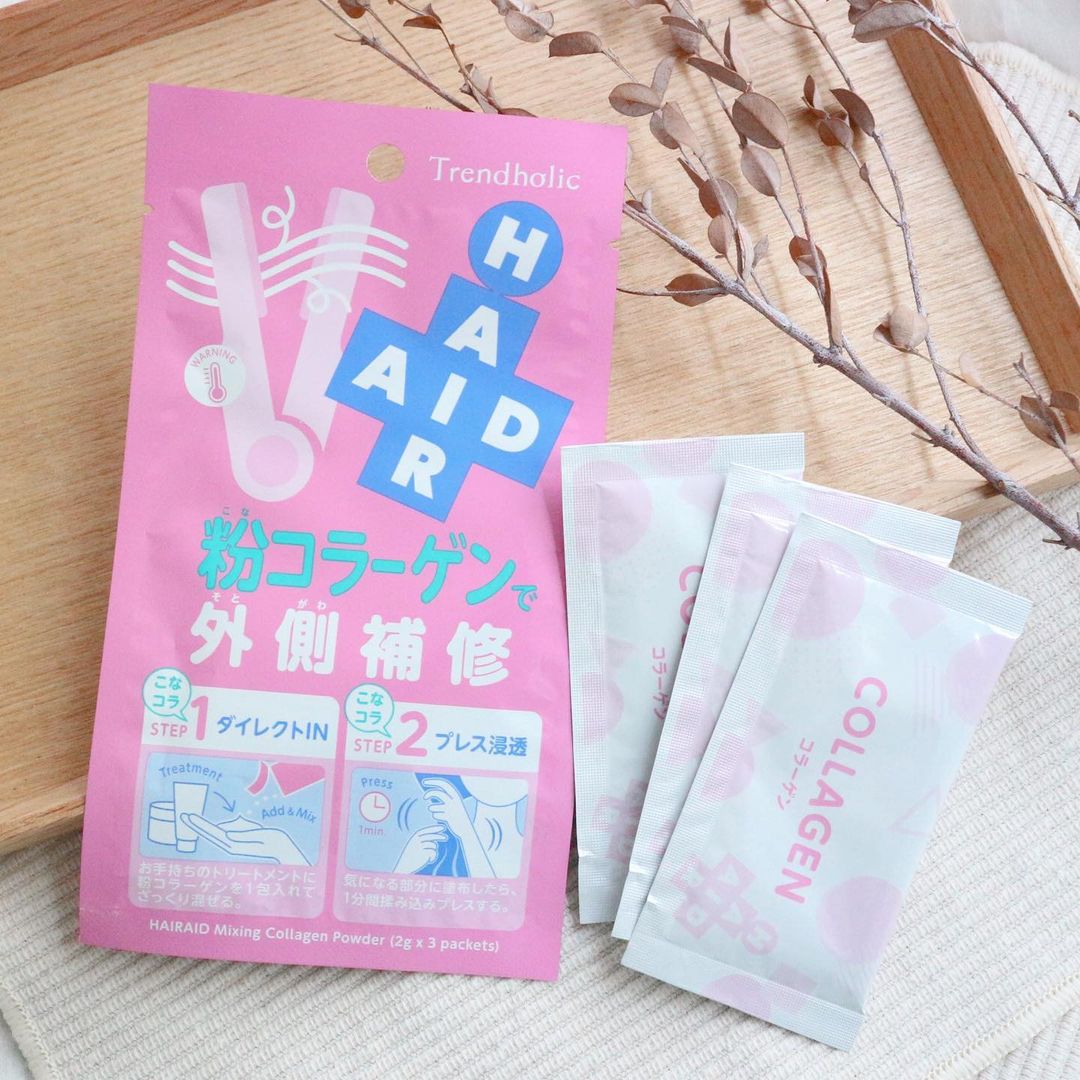 Trendholic
HAIR
AID
WARNING
こな
粉コラーゲンで
そと がわ
外側補修
こな
コラ
STEP1 ダイレクトIN
Treatment
Add & Mix
お手持ちのトリートメントに
粉コラーゲンを1包入れて
さっくり混ぜる。
こな
コラ
STEP2 プレス浸透
Press
1min.
気になる部分に塗布したら、
1分間揉み込みプレスする。
HAIRAID Mixing Collagen Powder (2g x 3 packets)
コラーゲン
COLLAGEN
コラーゲン